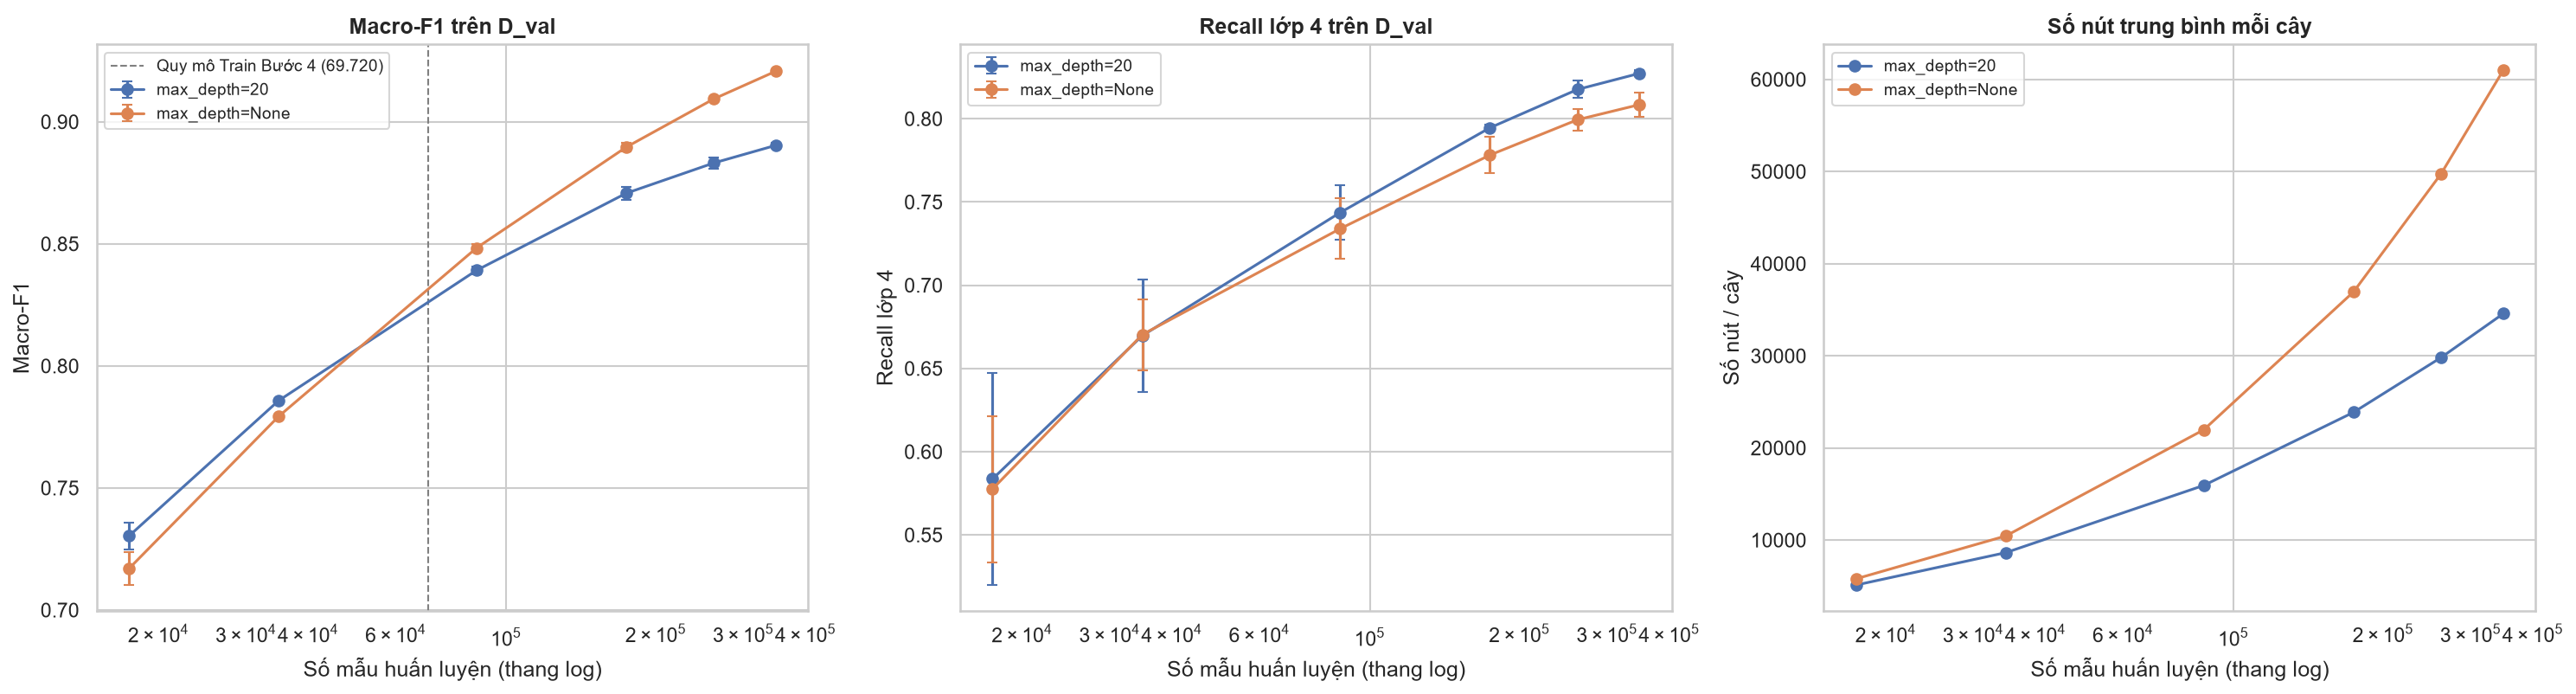 Macro-F1 trên D_val
Macro-F1
0.90
0.85
0.80
0.75
0.70
Quy mô Train Bước 4 (69.720)
max_depth=20
max_depth=None
2 × 10⁴
3 × 10⁴
4 × 10⁴
6 × 10⁴
10⁵
2 × 10⁵
3 × 10⁵
4 × 10⁵
Số mẫu huấn luyện (thang log)
Recall lớp 4 trên D_val
Recall lớp 4
0.80
0.75
0.70
0.65
0.60
0.55
max_depth=20
max_depth=None
2 × 10⁴
3 × 10⁴
4 × 10⁴
6 × 10⁴
10⁵
2 × 10⁵
3 × 10⁵
4 × 10⁵
Số mẫu huấn luyện (thang log)
Số nút trung bình mỗi cây
Số nút / cây
60000
50000
40000
30000
20000
10000
max_depth=20
max_depth=None
2 × 10⁴
3 × 10⁴
4 × 10⁴
6 × 10⁴
10⁵
2 × 10⁵
3 × 10⁵
4 × 10⁵
Số mẫu huấn luyện (thang log)